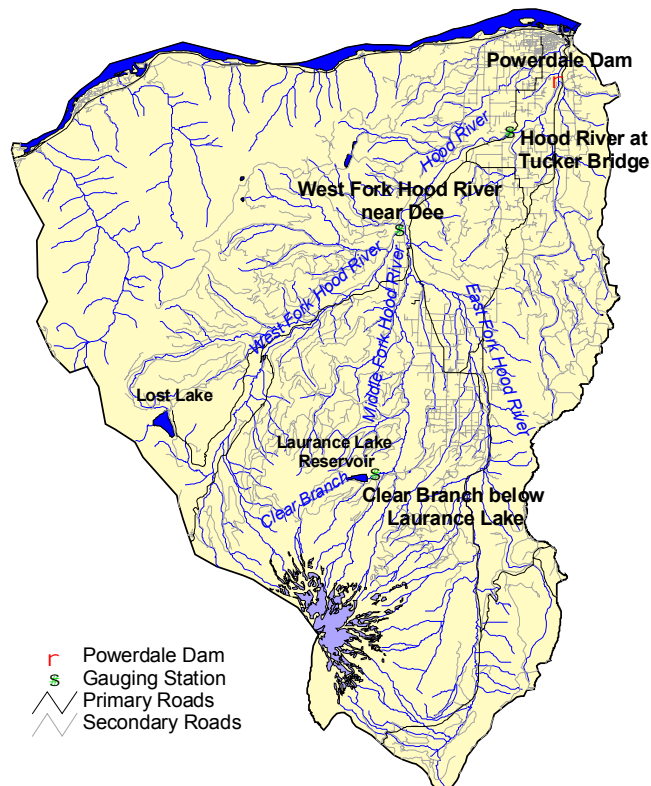 Powerdale Dam
r
s
Hood River
Hood River at
Tucker Bridge
West Fork Hood River
near Dee
s
West Fork Hood River
Middle Fork Hood River
East Fork Hood River
Lost Lake
Laurance Lake
Reservoir
s
Clear Branch
Clear Branch below
Laurance Lake
r Powerdale Dam
s Gauging Station
Primary Roads
Secondary Roads